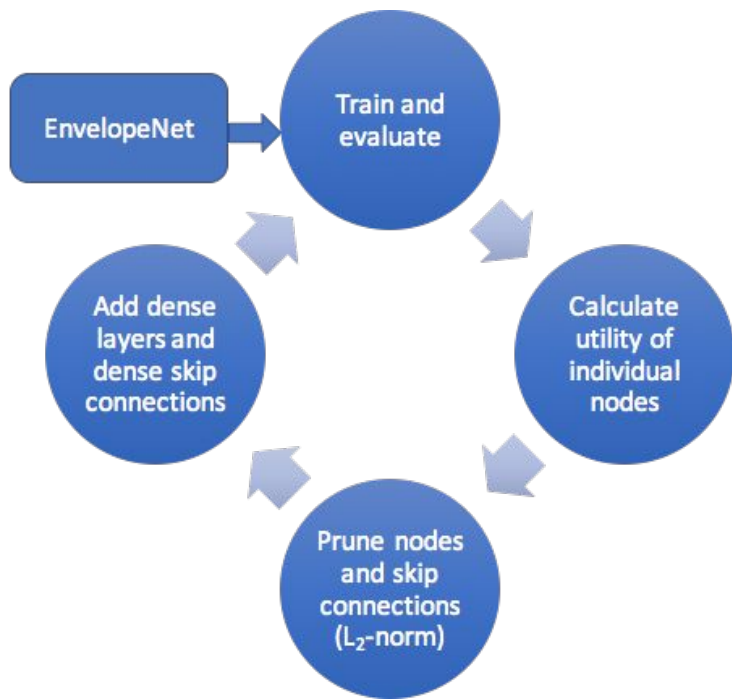 EnvelopeNet
Train and
evaluate
Calculate
utility of
individual
nodes
Prune nodes
and skip
connections
(L₂-norm)
Add dense
layers and
dense skip
connections